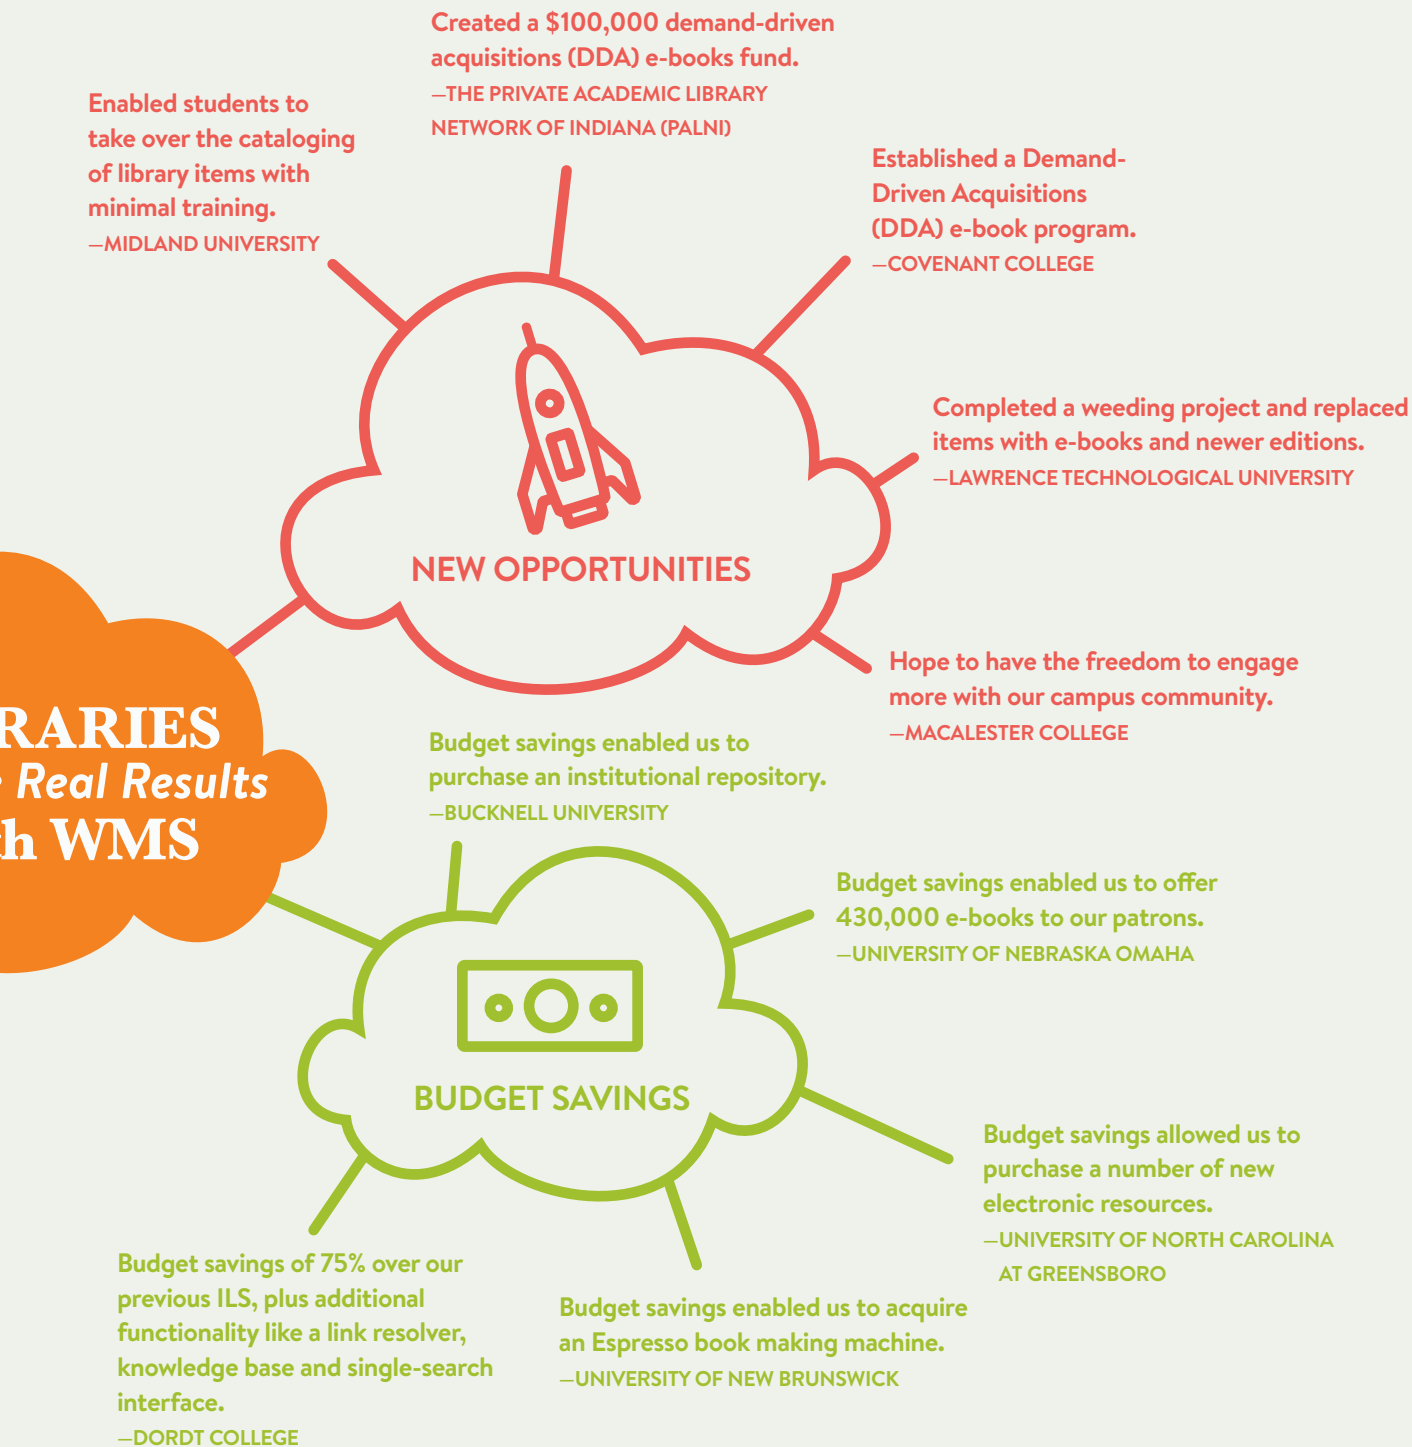 Created a $100,000 demand-driven
acquisitions (DDA) e-books fund.
—THE PRIVATE ACADEMIC LIBRARY
NETWORK OF INDIANA (PALNI)
Enabled students to
take over the cataloging
of library items with
minimal training.
—MIDLAND UNIVERSITY
Established a Demand-
Driven Acquisitions
(DDA) e-book program.
—COVENANT COLLEGE
Completed a weeding project and replaced
items with e-books and newer editions.
—LAWRENCE TECHNOLOGICAL UNIVERSITY
NEW OPPORTUNITIES
Hope to have the freedom to engage
more with our campus community.
—MACALESTER COLLEGE
RARIES
Real Results
h WMS
Budget savings enabled us to
purchase an institutional repository.
—BUCKNELL UNIVERSITY
Budget savings enabled us to offer
430,000 e-books to our patrons.
—UNIVERSITY OF NEBRASKA OMAHA
BUDGET SAVINGS
Budget savings allowed us to
purchase a number of new
electronic resources.
—UNIVERSITY OF NORTH CAROLINA
AT GREENSBORO
Budget savings of 75% over our
previous ILS, plus additional
functionality like a link resolver,
knowledge base and single-search
interface.
—DORDT COLLEGE
Budget savings enabled us to acquire
an Espresso book making machine.
—UNIVERSITY OF NEW BRUNSWICK